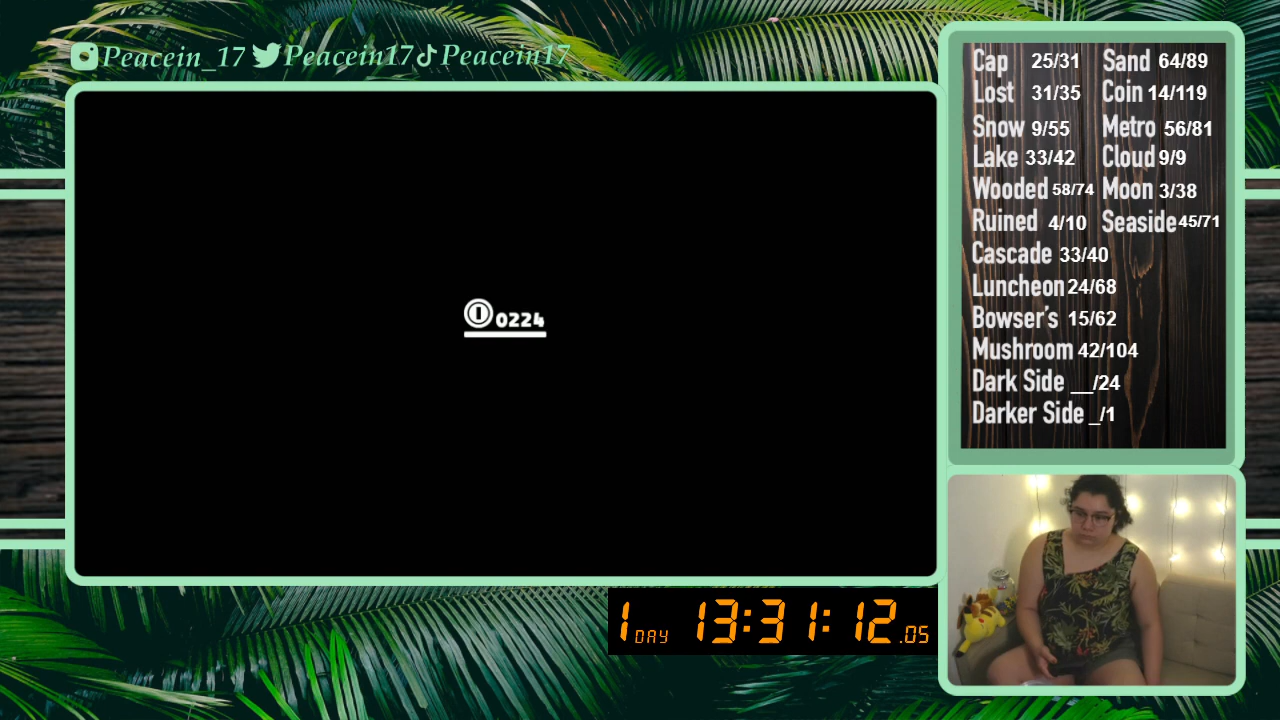 Peacein_17 Peacein17 Peacein17
0224
Cap 25/31 Sand 64/89
Lost 31/35 Coin 14/119
Snow 9/55 Metro 56/81
Lake 33/42 Cloud 9/9
Wooded 58/74 Moon 3/38
Ruined 4/10 Seaside 45/71
Cascade 33/40
Luncheon 24/68
Bowser's 15/62
Mushroom 42/104
Dark Side __/24
Darker Side _/1
1 DAY 13:31:12.05